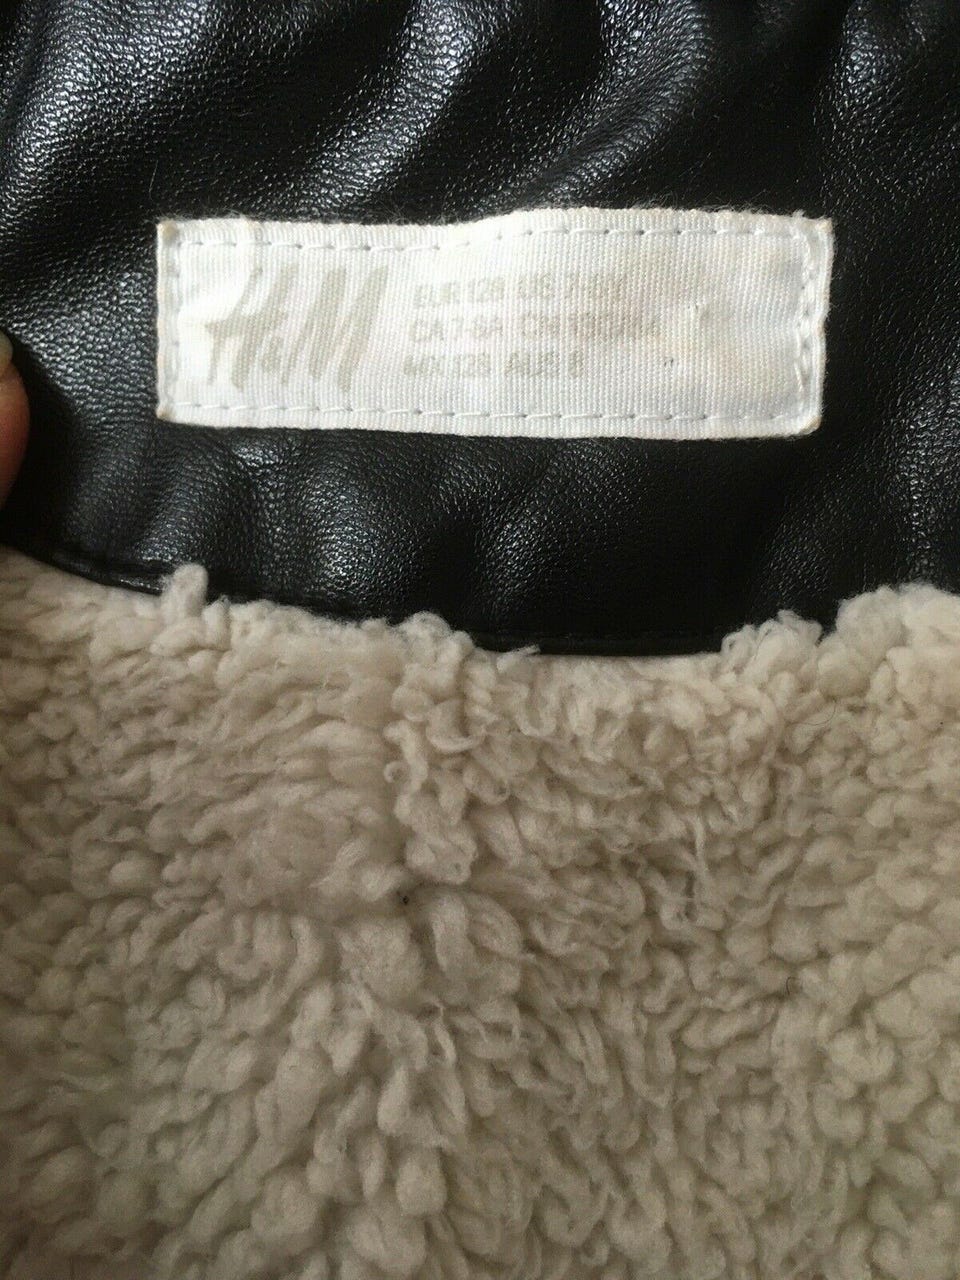 H&M
EUR 128 US 7-8Y
CA 7-8A
MX 128 AUS 8